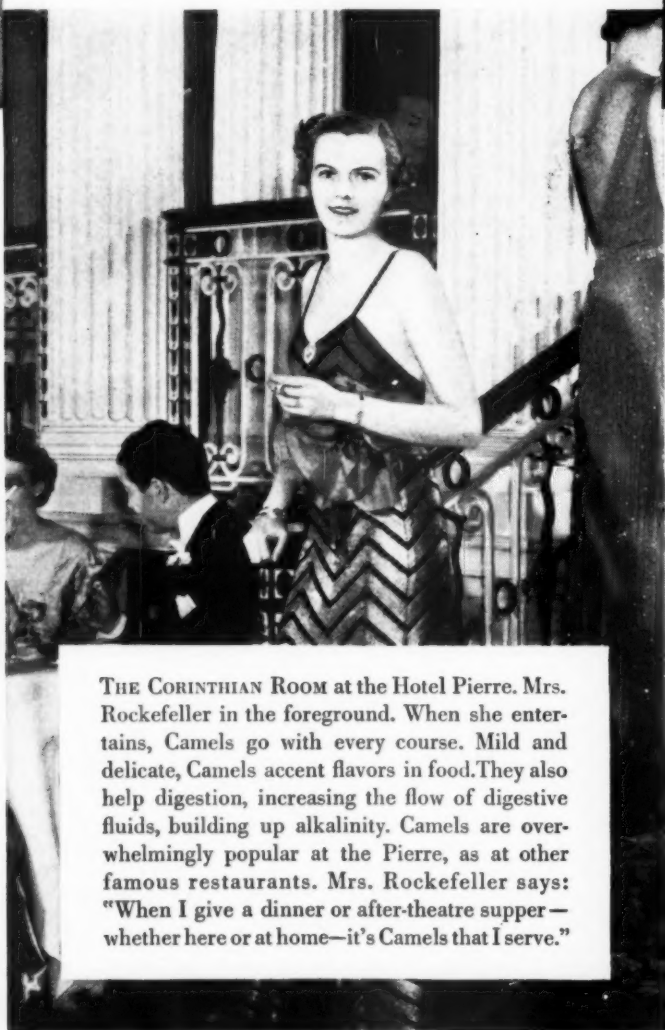 THE CORINTHIAN ROOM at the Hotel Pierre. Mrs.
Rockefeller in the foreground. When she enter-
tains, Camels go with every course. Mild and
delicate, Camels accent flavors in food.They also
help digestion, increasing the flow of digestive
fluids, building up alkalinity. Camels are over-
whelmingly popular at the Pierre, as at other
famous restaurants. Mrs. Rockefeller says:
"When I give a dinner or after-theatre supper—
whether here or at home—it's Camels that I serve."